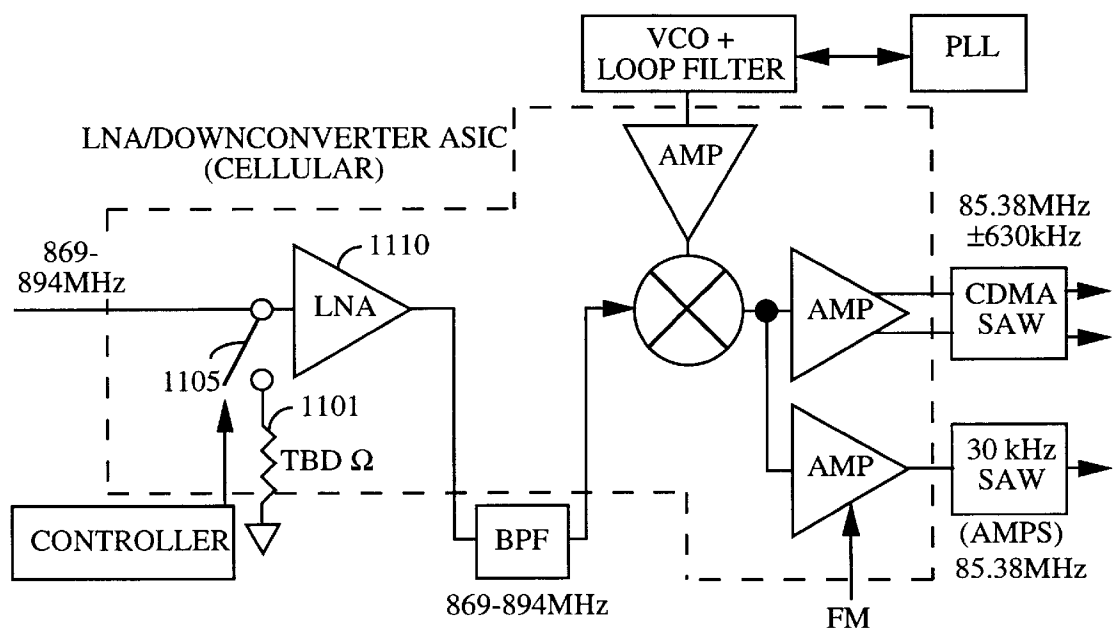 VCO +
LOOP FILTER
PLL
LNA/DOWNCONVERTER ASIC
(CELLULAR)
AMP
85.38MHz
±630kHz
869-
894MHz
1110
LNA
AMP
CDMA
SAW
1105
1101
TBD Ω
AMP
30 kHz
SAW
CONTROLLER
BPF
(AMPS)
85.38MHz
869-894MHz
FM